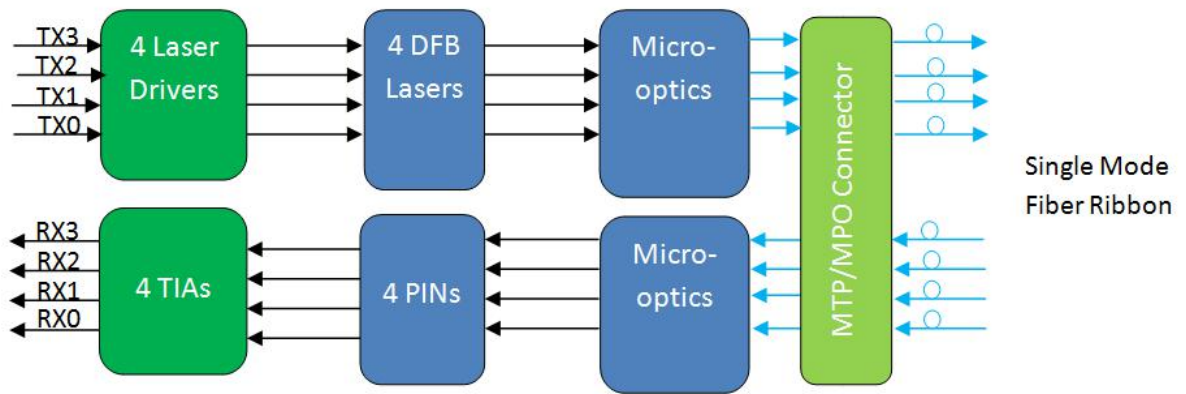 TX3
TX2
TX1
TX0
4 Laser
Drivers
4 DFB
Lasers
Micro-
optics
MTP/MPO Connector
Single Mode
Fiber Ribbon
RX3
RX2
RX1
RX0
4 TIAs
4 PINs
Micro-
optics